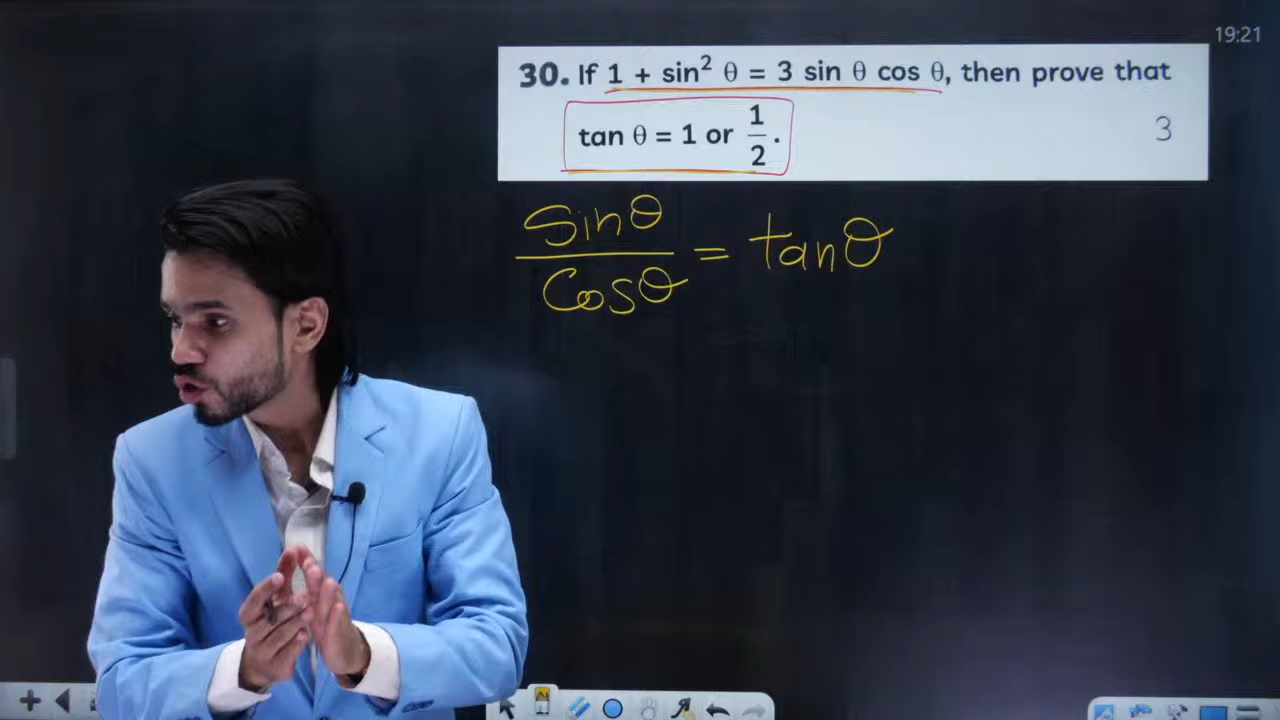 19:21
30. If 1 + sin² θ = 3 sin θ cos θ, then prove that
tan θ = 1 or 1/2.
3
sinθ/cosθ = tanθ